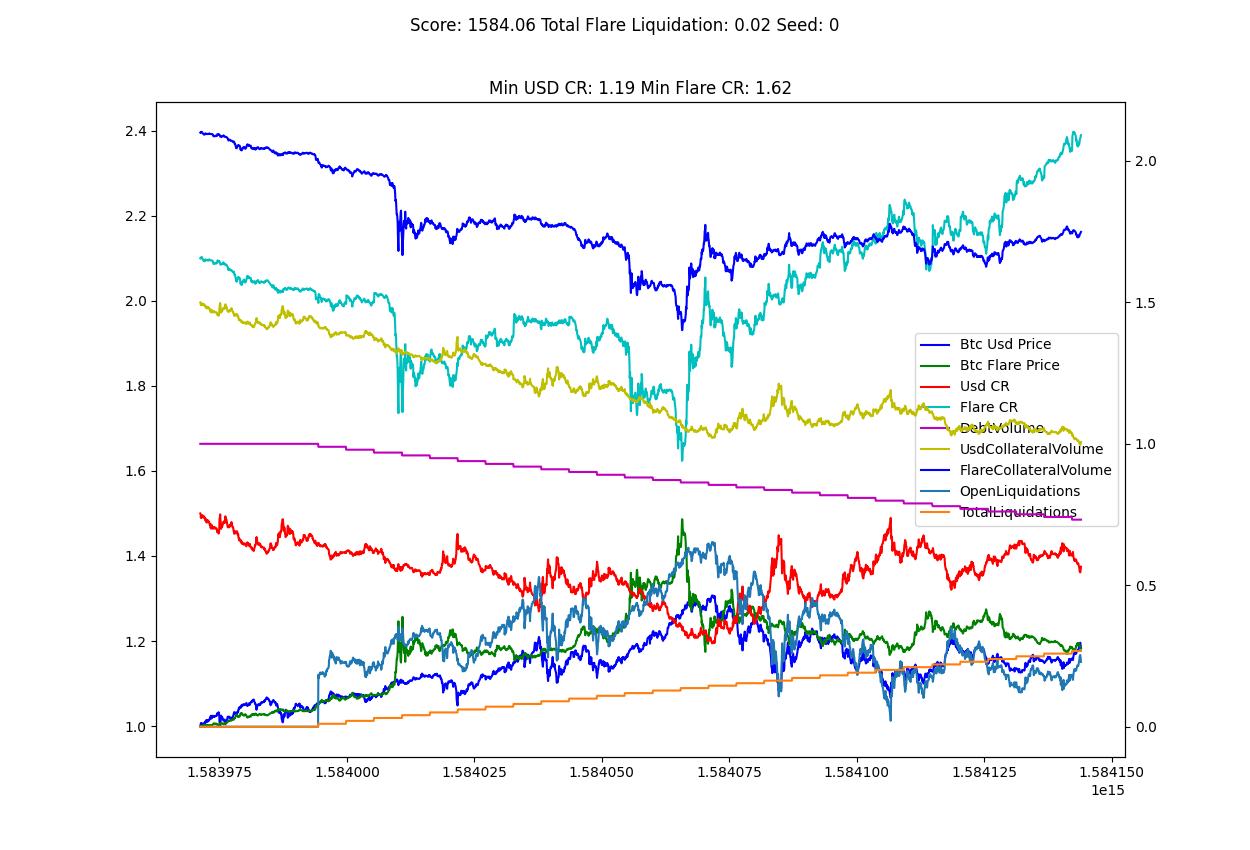 Score: 1584.06 Total Flare Liquidation: 0.02 Seed: 0
Min USD CR: 1.19 Min Flare CR: 1.62
2.4
2.2
2.0
1.8
1.6
1.4
1.2
1.0
2.0
1.5
1.0
0.5
0.0
Btc Usd Price
Btc Flare Price
Usd CR
Flare CR
DebtVolume
UsdCollateralVolume
FlareCollateralVolume
OpenLiquidations
TotalLiquidations
1.583975 1.584000 1.584025 1.584050 1.584075 1.584100 1.584125 1.584150
1e15